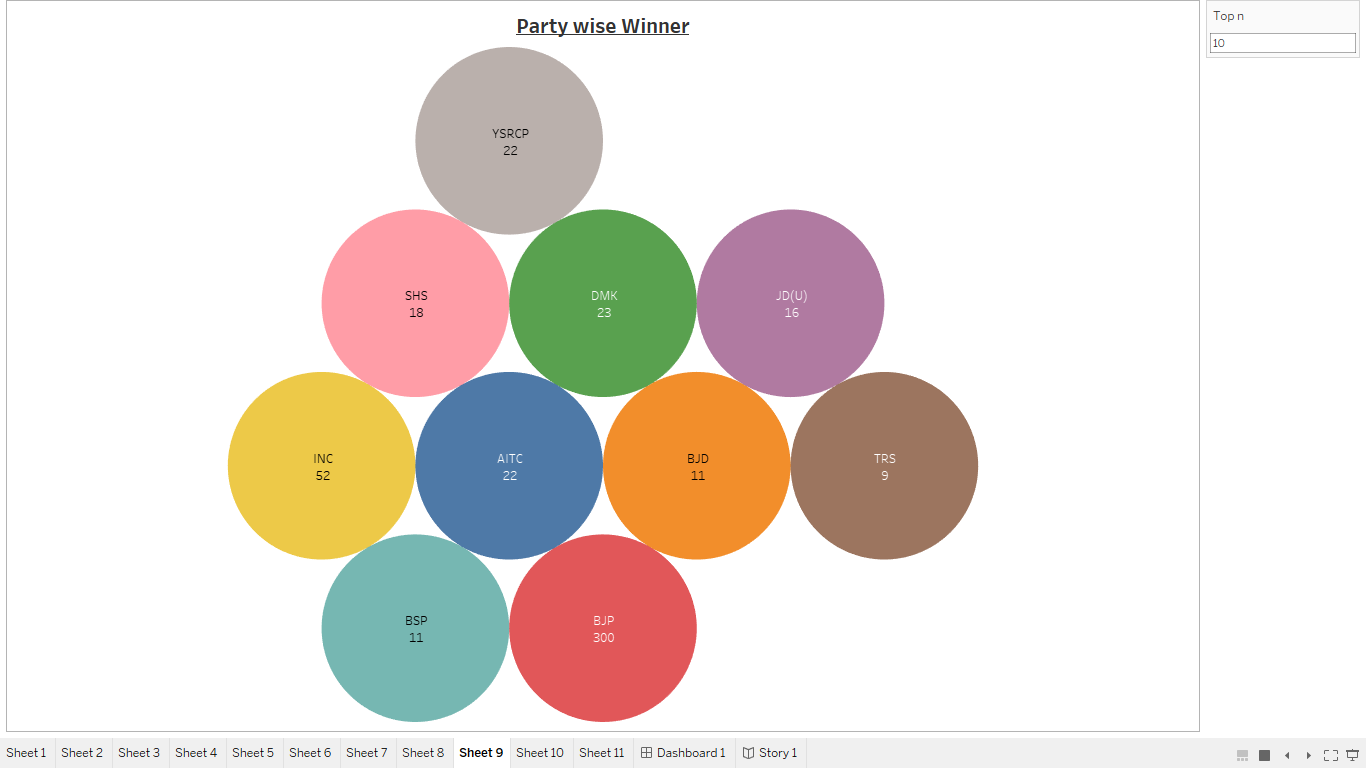 Party wise Winner
Top n
10
YSRCP
22
SHS
18
DMK
23
JD(U)
16
INC
52
AITC
22
BJD
11
TRS
9
BSP
11
BJP
300
Sheet 1 Sheet 2 Sheet 3 Sheet 4 Sheet 5 Sheet 6 Sheet 7 Sheet 8 Sheet 9 Sheet 10 Sheet 11 Dashboard 1 Story 1